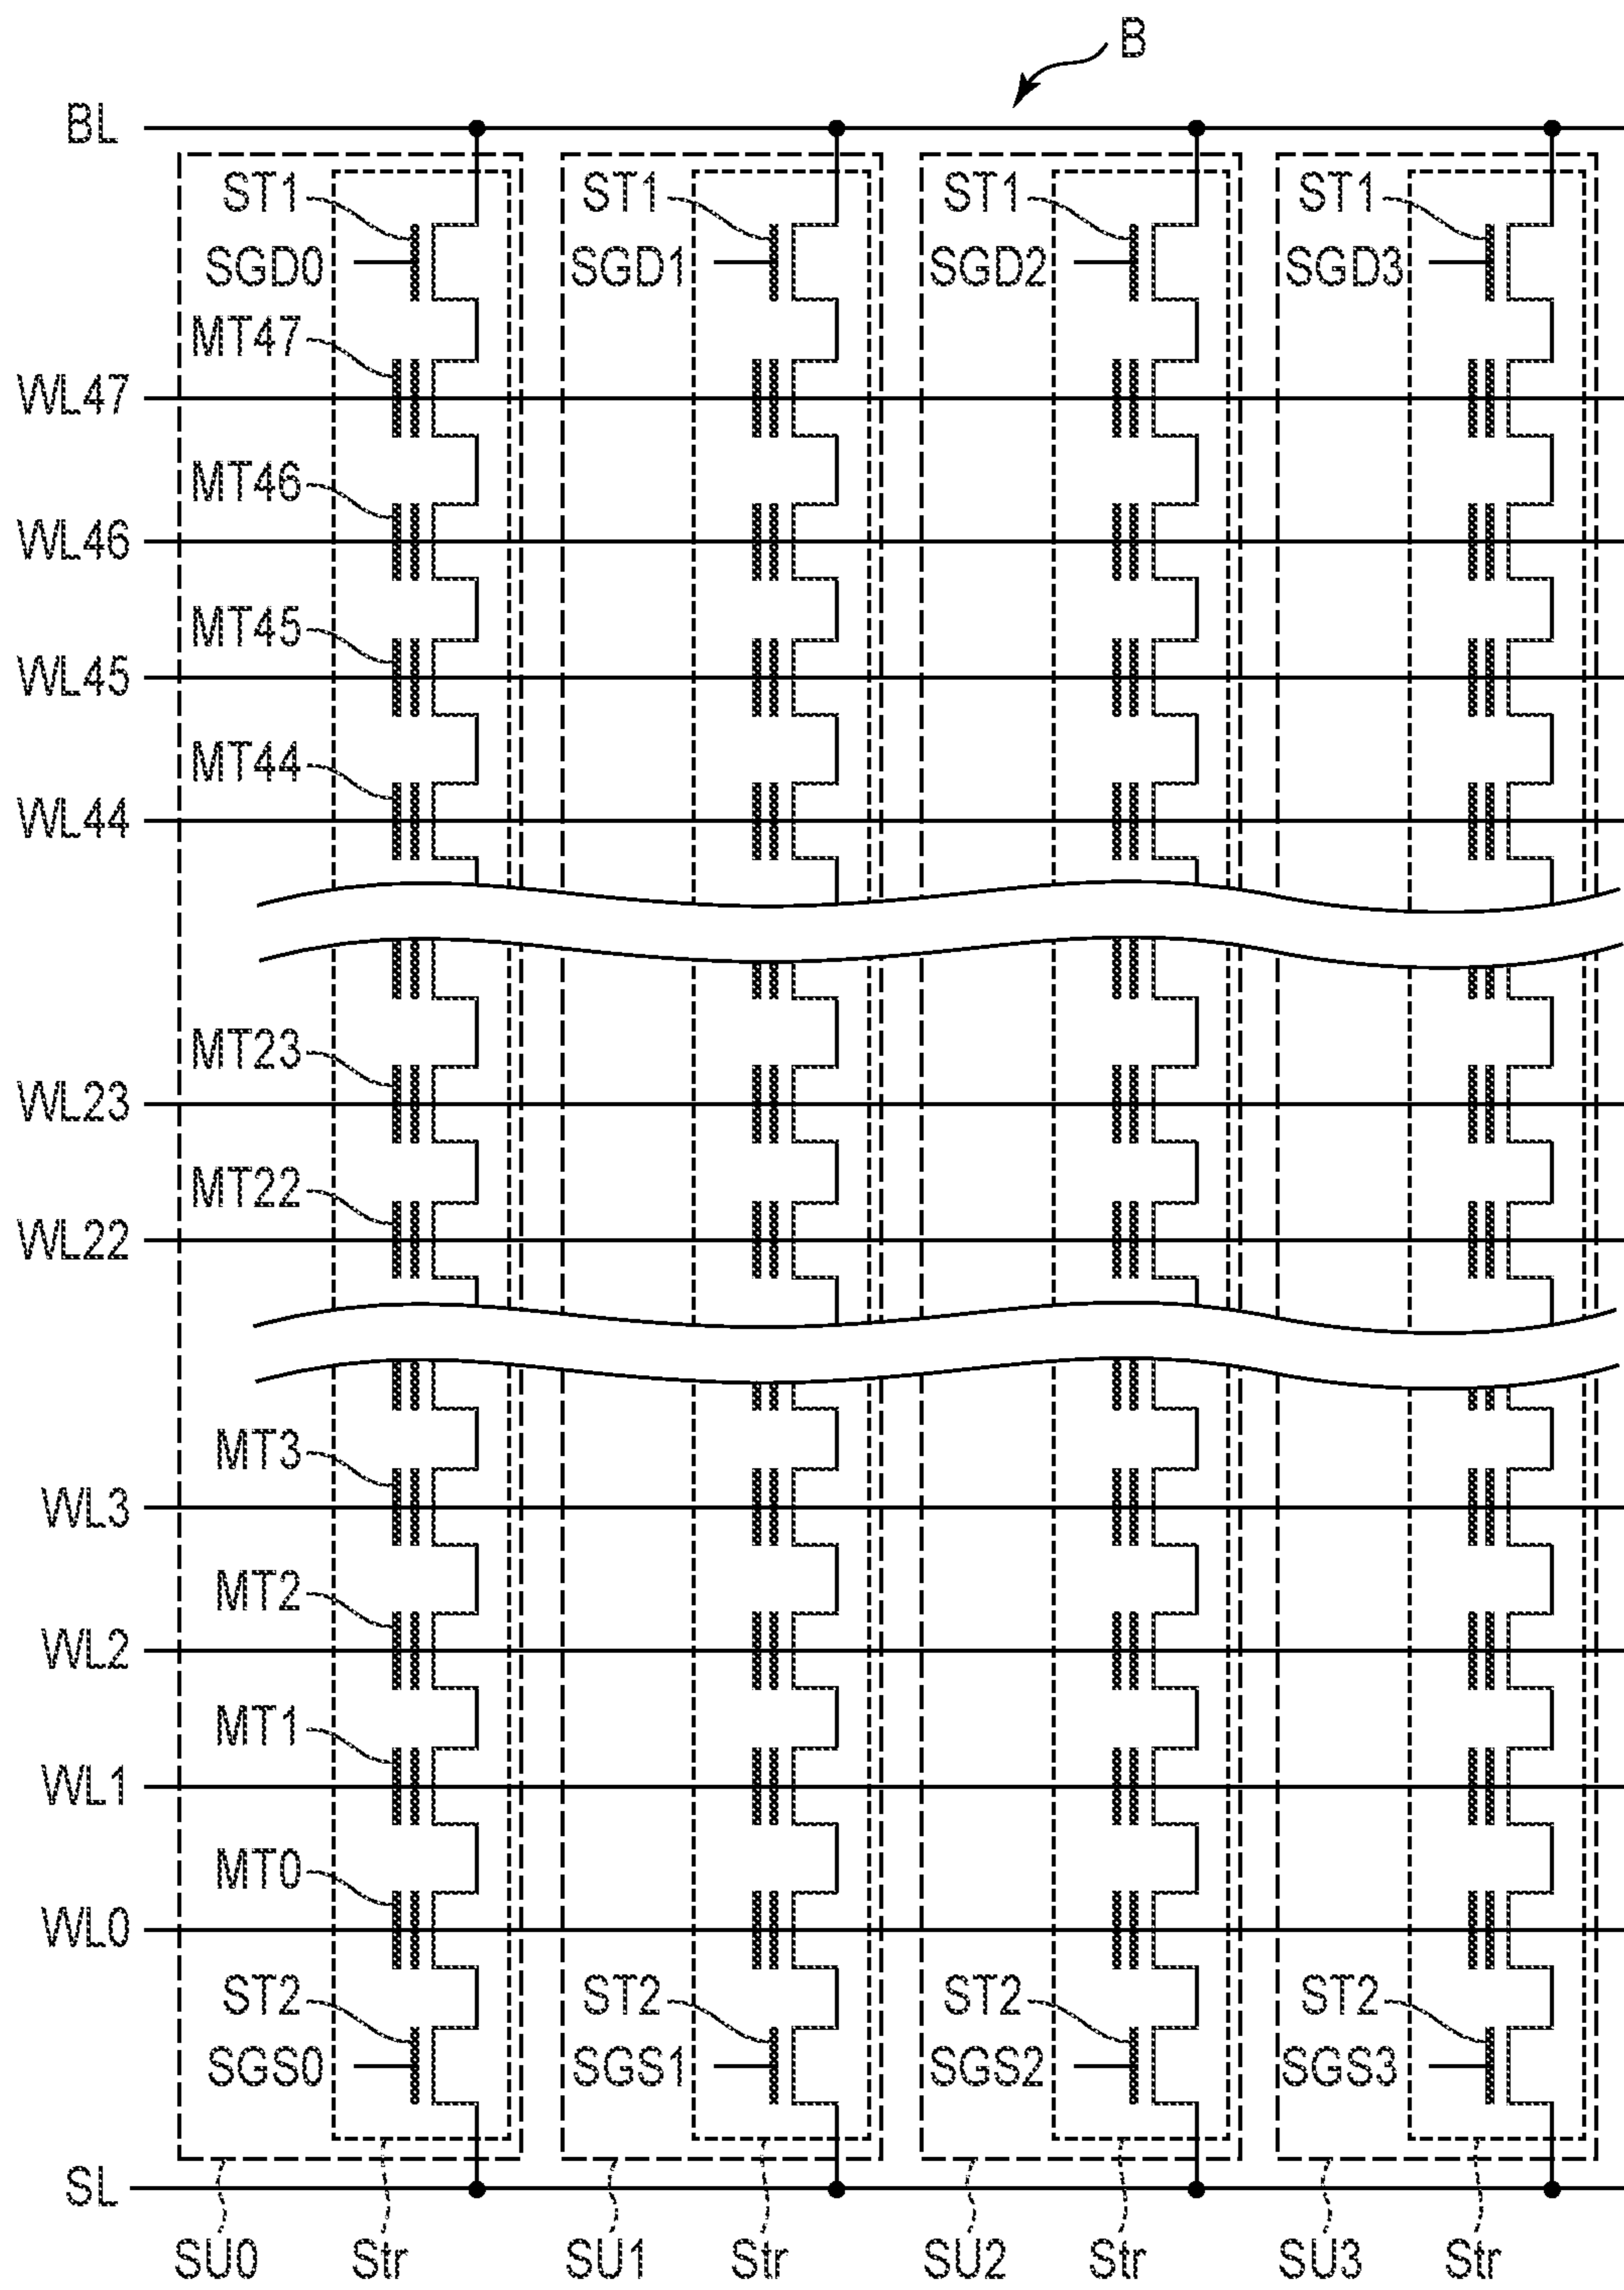 B
BL
ST1 ST1 ST1 ST1
SGD0 SGD1 SGD2 SGD3
MT47
WL47
MT46
WL46
MT45
WL45
MT44
WL44
MT23
WL23
MT22
WL22
MT3
WL3
MT2
WL2
MT1
WL1
MT0
WL0
ST2 ST2 ST2 ST2
SGS0 SGS1 SGS2 SGS3
SL
SU0 Str SU1 Str SU2 Str SU3 Str